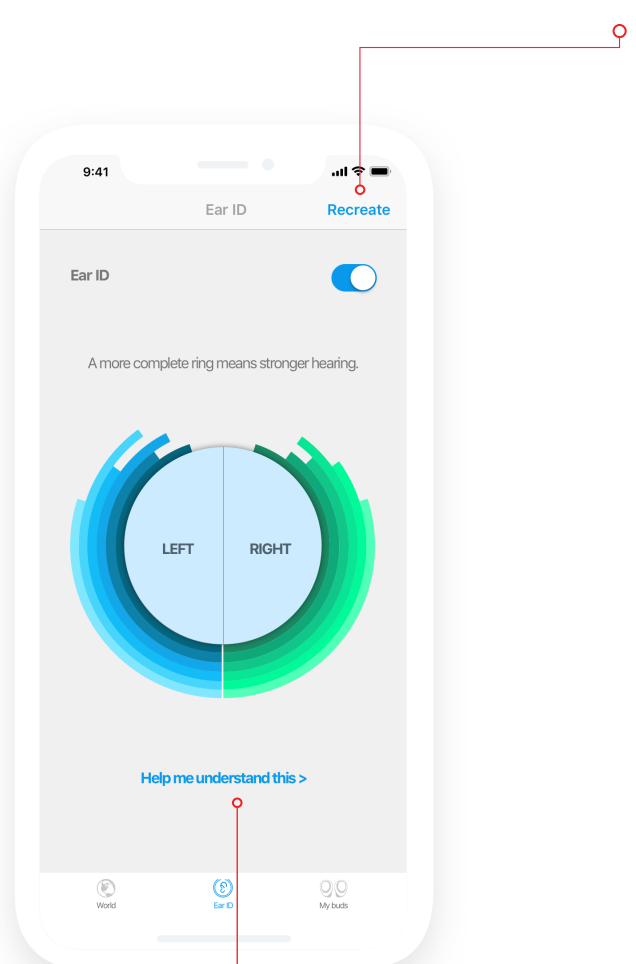 9:41
Ear ID
Recreate
Ear ID
A more complete ring means stronger hearing.
LEFT
RIGHT
Help me understand this >
World
Ear ID
My buds